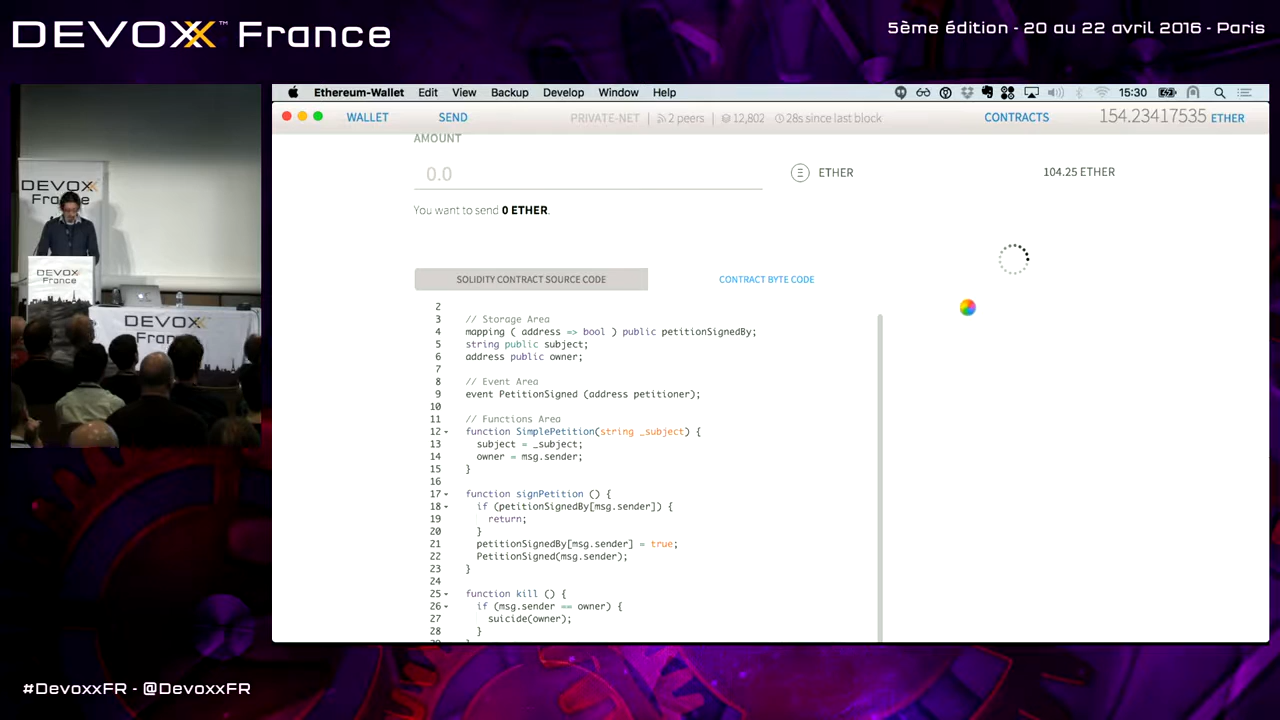 DEVOXX™ France
5ème édition - 20 au 22 avril 2016 - Paris
Ethereum-Wallet Edit View Backup Develop Window Help
15:30
WALLET SEND PRIVATE-NET 2 peers 12,802 28s since last block CONTRACTS 154.23417535 ETHER
AMOUNT
0.0 ETHER 104.25 ETHER
You want to send 0 ETHER.
SOLIDITY CONTRACT SOURCE CODE CONTRACT BYTE CODE
2
3 // Storage Area
4 mapping ( address => bool ) public petitionSignedBy;
5 string public subject;
6 address public owner;
7
8 // Event Area
9 event PetitionSigned (address petitioner);
10
11 // Functions Area
12 function SimplePetition(string _subject) {
13 subject = _subject;
14 owner = msg.sender;
15 }
16
17 function signPetition () {
18 if (petitionSignedBy[msg.sender]) {
19 return;
20 }
21 petitionSignedBy[msg.sender] = true;
22 PetitionSigned(msg.sender);
23 }
24
25 function kill () {
26 if (msg.sender == owner) {
27 suicide(owner);
28 }
DEVOXX
France
DEVOXX
France
DEVOXX
#DevoxxFR - @DevoxxFR